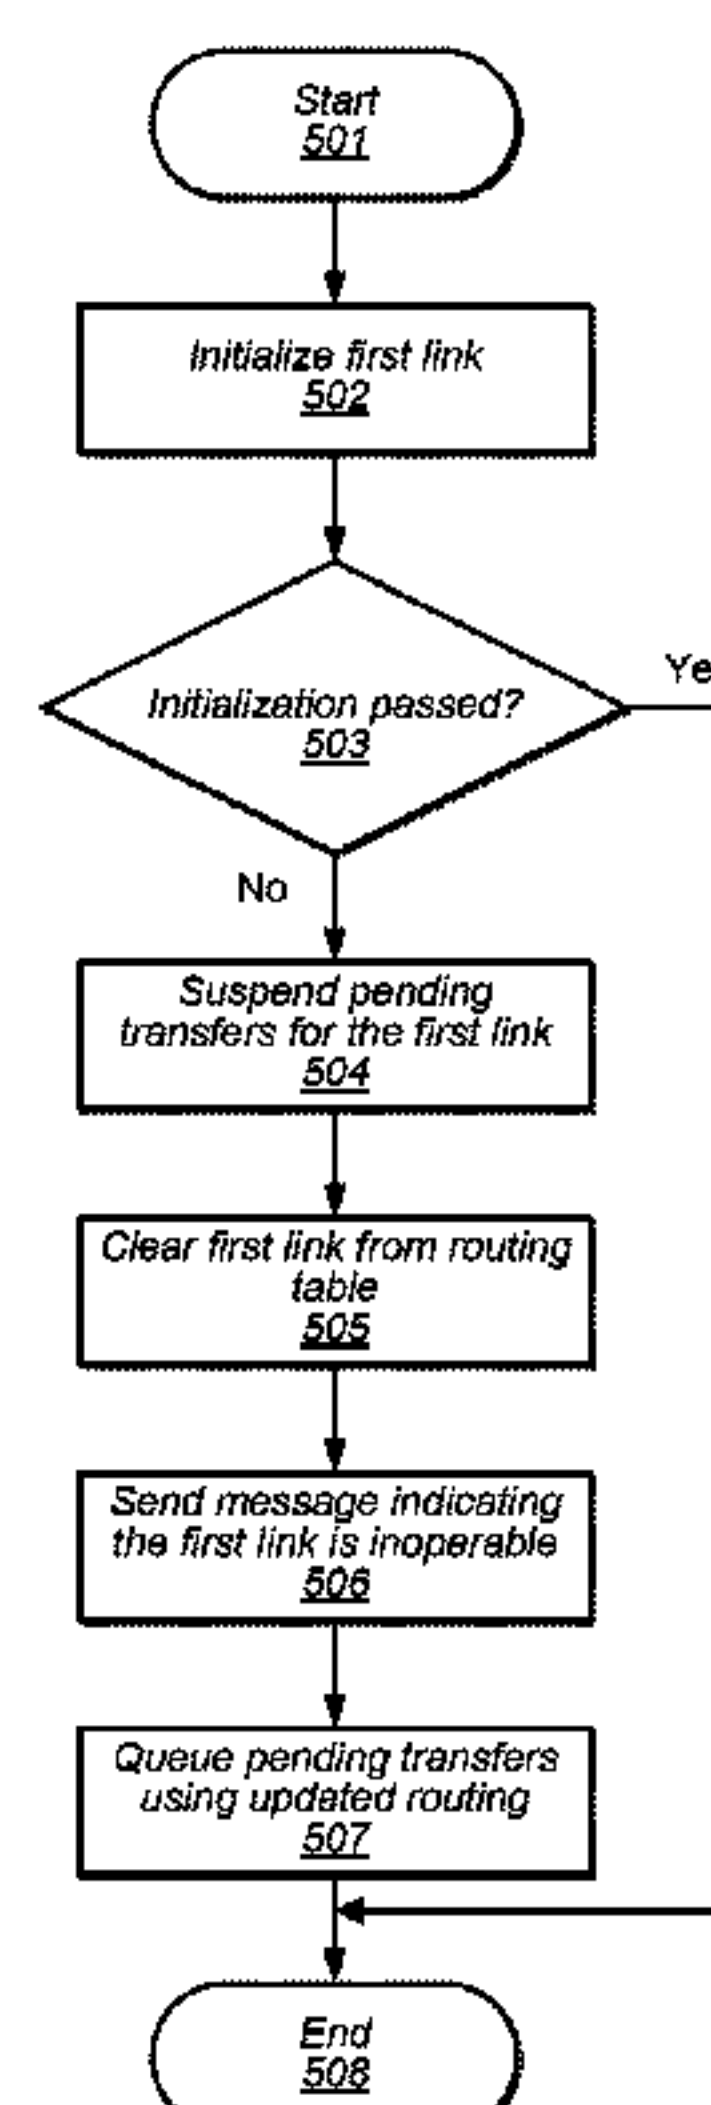 Start
501
Initialize first link
502
Ye
Initialization passed?
503
No
Suspend pending
transfers for the first link
504
Clear first link from routing
table
505
Send message indicating
the first link is inoperable
506
Queue pending transfers
using updated routing
507
End
508